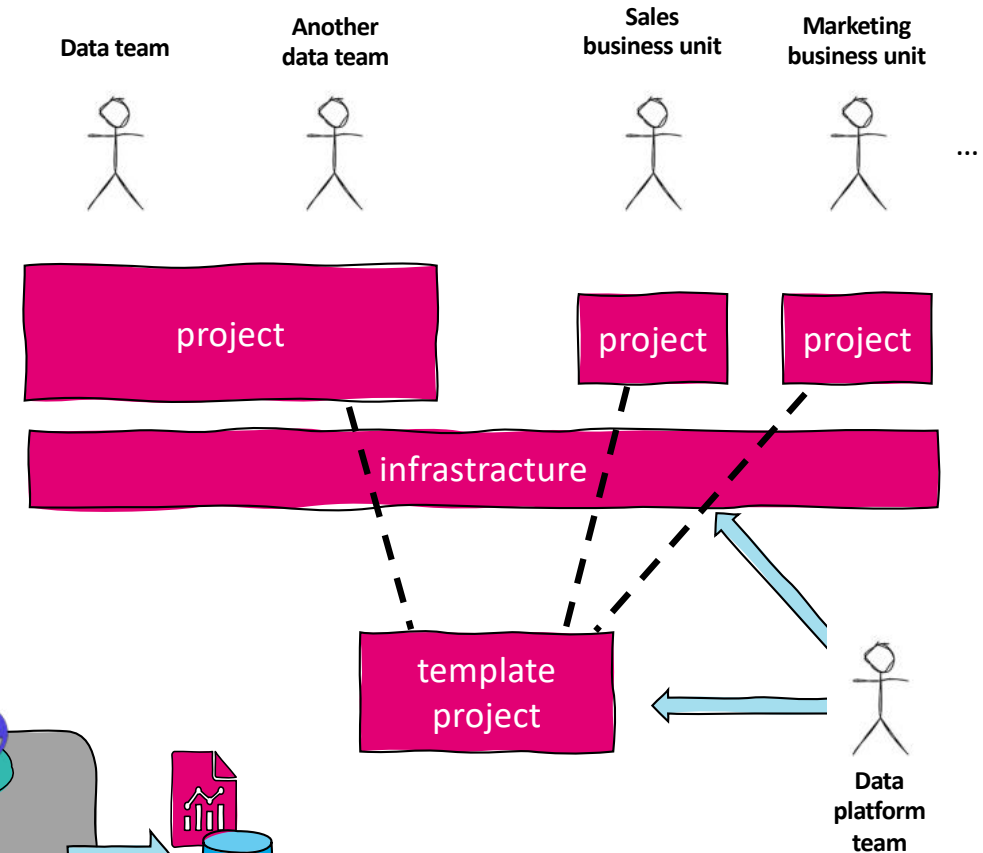 Data team
Another
data team
Sales
business unit
Marketing
business unit
...
project
project
project
infrastracture
template
project
Data
platform
team